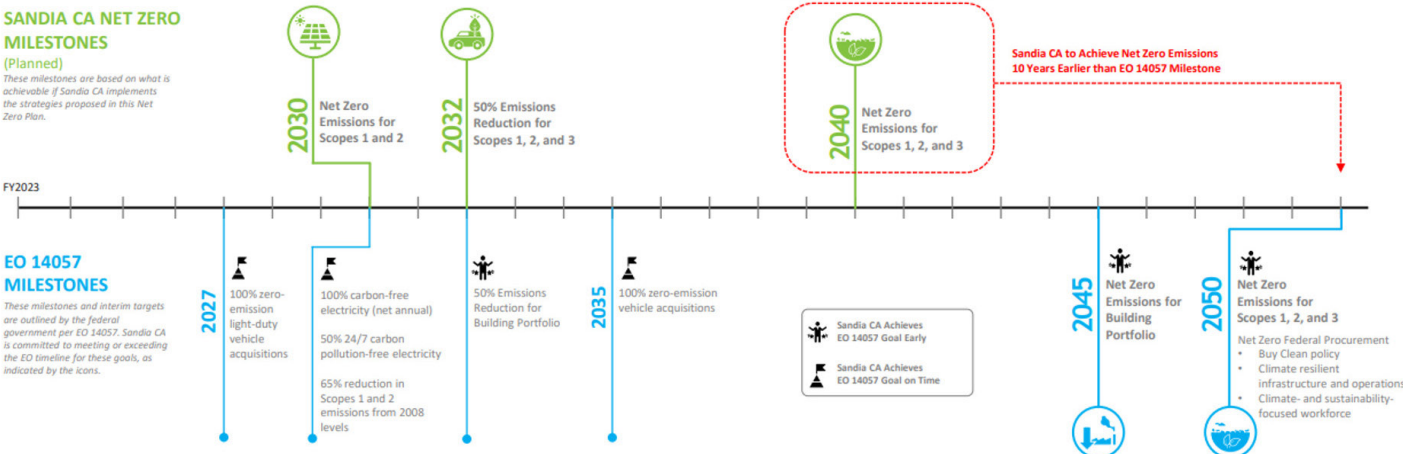 SANDIA CA NET ZERO
MILESTONES
(Planned)
These milestones are based on what is
achievable if Sandia CA implements
the strategies proposed in this Net
Zero Plan.
2030
Net Zero
Emissions for
Scopes 1 and 2
2032
50% Emissions
Reduction for
Scopes 1, 2, and 3
2040
Net Zero
Emissions for
Scopes 1, 2, and 3
Sandia CA to Achieve Net Zero Emissions
10 Years Earlier than EO 14057 Milestone
FY2023
EO 14057
MILESTONES
These milestones and interim targets
are outlined by the federal
government per EO 14057. Sandia CA
is committed to meeting or exceeding
the EO timeline for these goals, as
indicated by the icons.
2027
100% zero-
emission
light-duty
vehicle
acquisitions
100% carbon-free
electricity (net annual)
50% 24/7 carbon
pollution-free electricity
65% reduction in
Scopes 1 and 2
emissions from 2008
levels
50% Emissions
Reduction for
Building Portfolio
2035
100% zero-emission
vehicle acquisitions
Sandia CA Achieves
EO 14057 Goal Early
Sandia CA Achieves
EO 14057 Goal on Time
2045
Net Zero
Emissions for
Building
Portfolio
2050
Net Zero
Emissions for
Scopes 1, 2, and 3
Net Zero Federal Procurement
• Buy Clean policy
• Climate resilient
infrastructure and operations
• Climate- and sustainability-
focused workforce